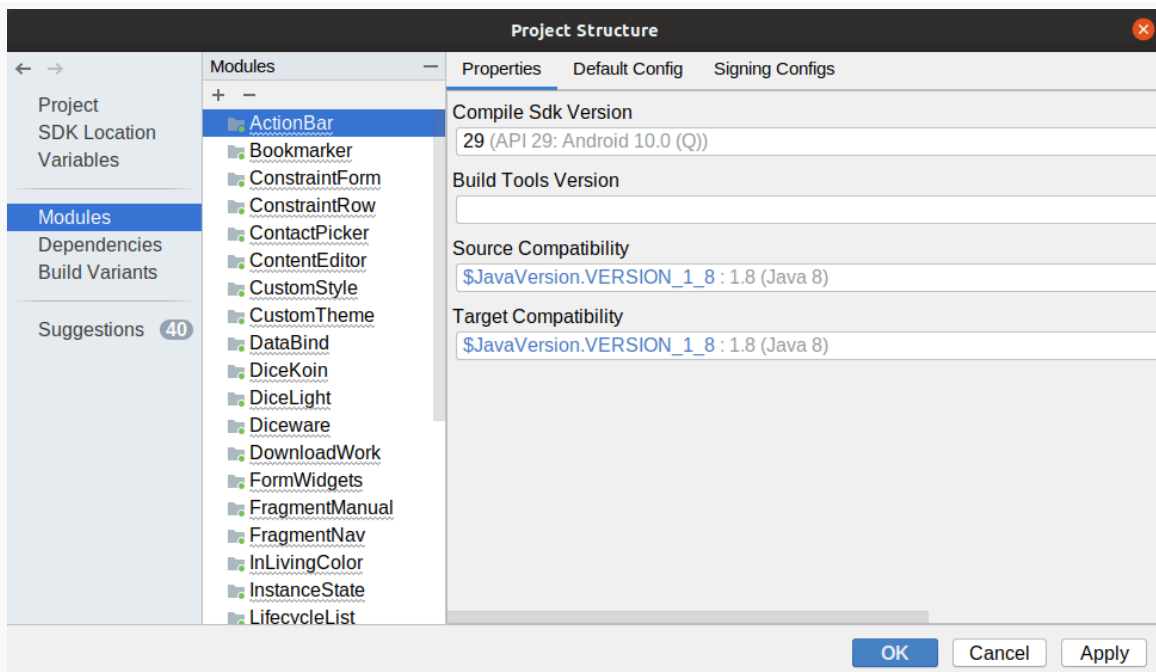 Project Structure
Project
SDK Location
Variables
Modules
Dependencies
Build Variants
Suggestions 40
Modules
ActionBar
Bookmarker
ConstraintForm
ConstraintRow
ContactPicker
ContentEditor
CustomStyle
CustomTheme
DataBind
DiceKoin
DiceLight
Diceware
DownloadWork
FormWidgets
FragmentManual
FragmentNav
InLivingColor
InstanceState
LifecycleList
Properties Default Config Signing Configs
Compile Sdk Version
29 (API 29: Android 10.0 (Q))
Build Tools Version
Source Compatibility
$JavaVersion.VERSION_1_8 : 1.8 (Java 8)
Target Compatibility
$JavaVersion.VERSION_1_8 : 1.8 (Java 8)
OK Cancel Apply